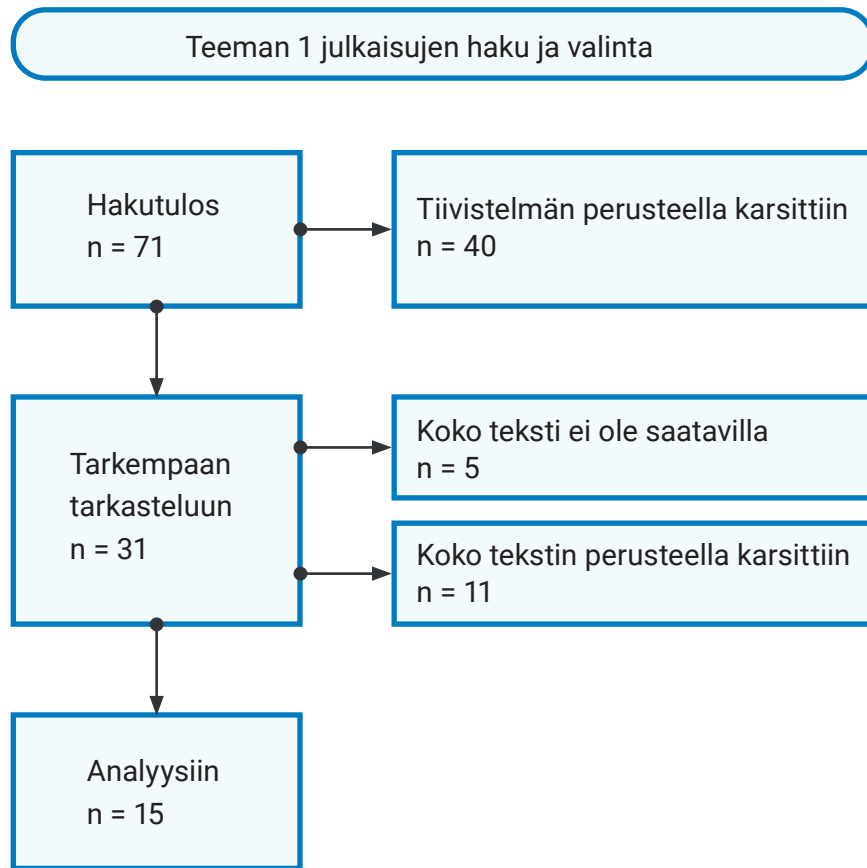 Teeman 1 julkaisujen haku ja valinta
Hakutulos
n = 71
Tiivistelmän perusteella karsittiin
n = 40
Tarkempaan
tarkasteluun
n = 31
Koko teksti ei ole saatavilla
n = 5
Koko tekstin perusteella karsittiin
n = 11
Analyysiin
n = 15